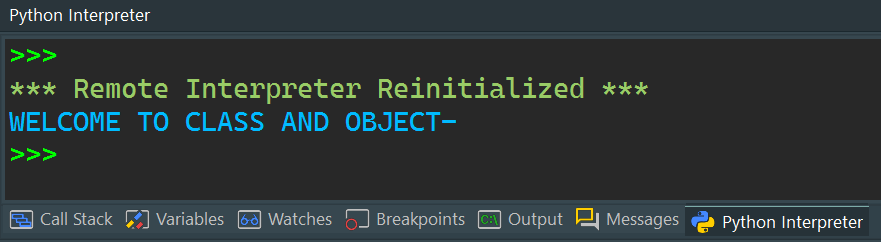 Python Interpreter
>>>
*** Remote Interpreter Reinitialized ***
WELCOME TO CLASS AND OBJECT-
>>>
Call Stack Variables Watches Breakpoints C:\ Output Messages Python Interpreter